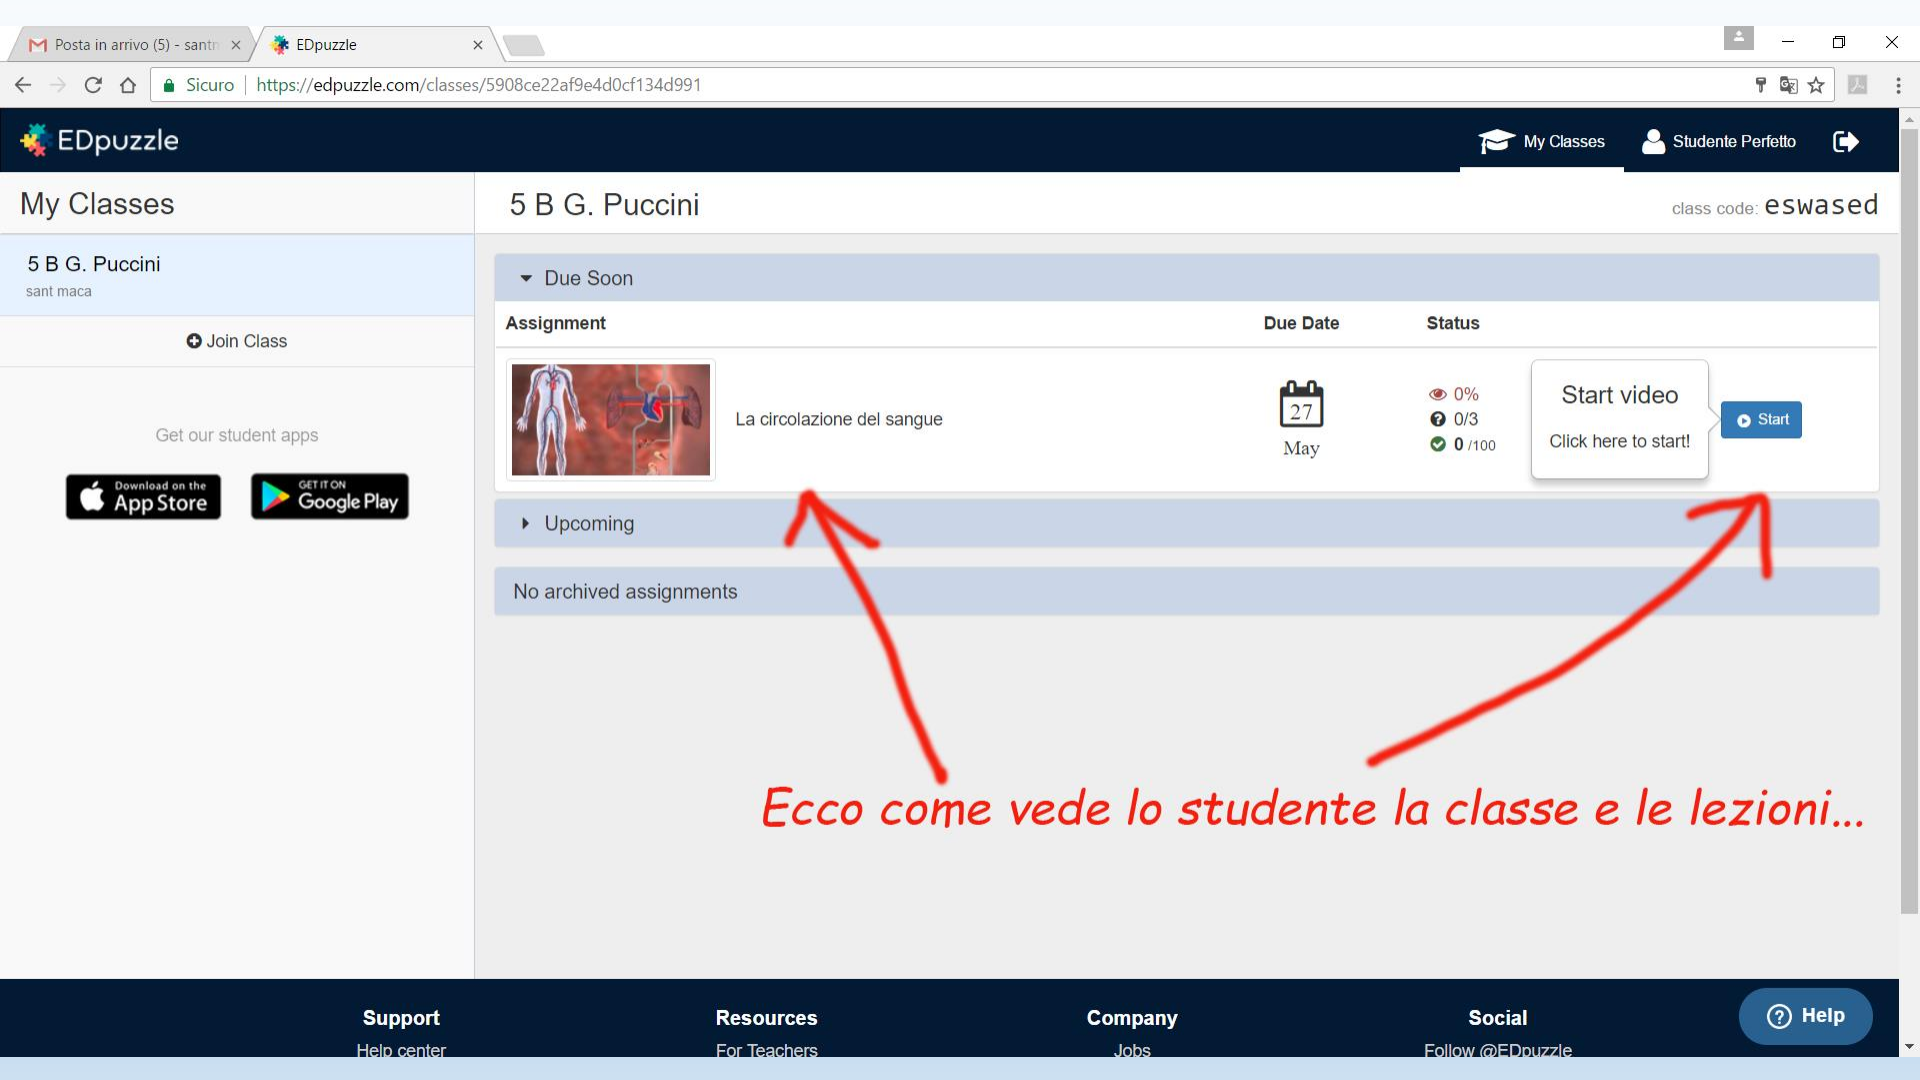 Posta in arrivo (5) - santm
EDpuzzle
Sicuro
https://edpuzzle.com/classes/5908ce22af9e4d0cf134d991
EDpuzzle
My Classes
Studente Perfetto
My Classes
5 B G. Puccini
sant maca
Join Class
Get our student apps
Download on the
App Store
GET IT ON
Google Play
5 B G. Puccini
class code: eswased
Due Soon
Assignment
Due Date
Status
La circolazione del sangue
27
May
0%
0/3
0 /100
Start video
Click here to start!
Start
Upcoming
No archived assignments
Ecco come vede lo studente la classe e le lezioni...
Support
Help center
Resources
For Teachers
Company
Jobs
Social
Follow @EDpuzzle
Help